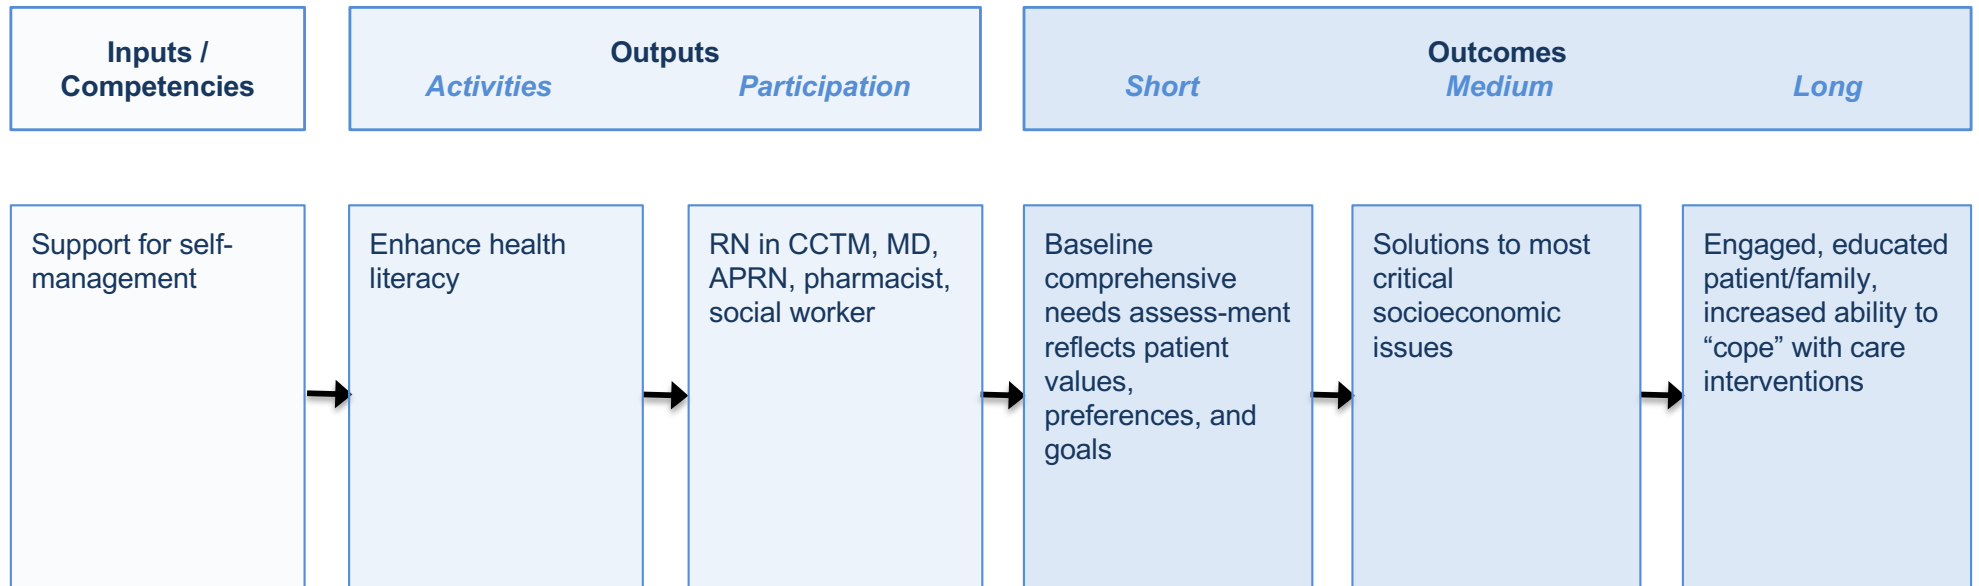 Inputs /
Competencies
Outputs
Activities Participation
Outcomes
Short Medium Long
Support for self-
management
Enhance health
literacy
RN in CCTM, MD,
APRN, pharmacist,
social worker
Baseline
comprehensive
needs assess-ment
reflects patient
values,
preferences, and
goals
Solutions to most
critical
socioeconomic
issues
Engaged, educated
patient/family,
increased ability to
“cope” with care
interventions